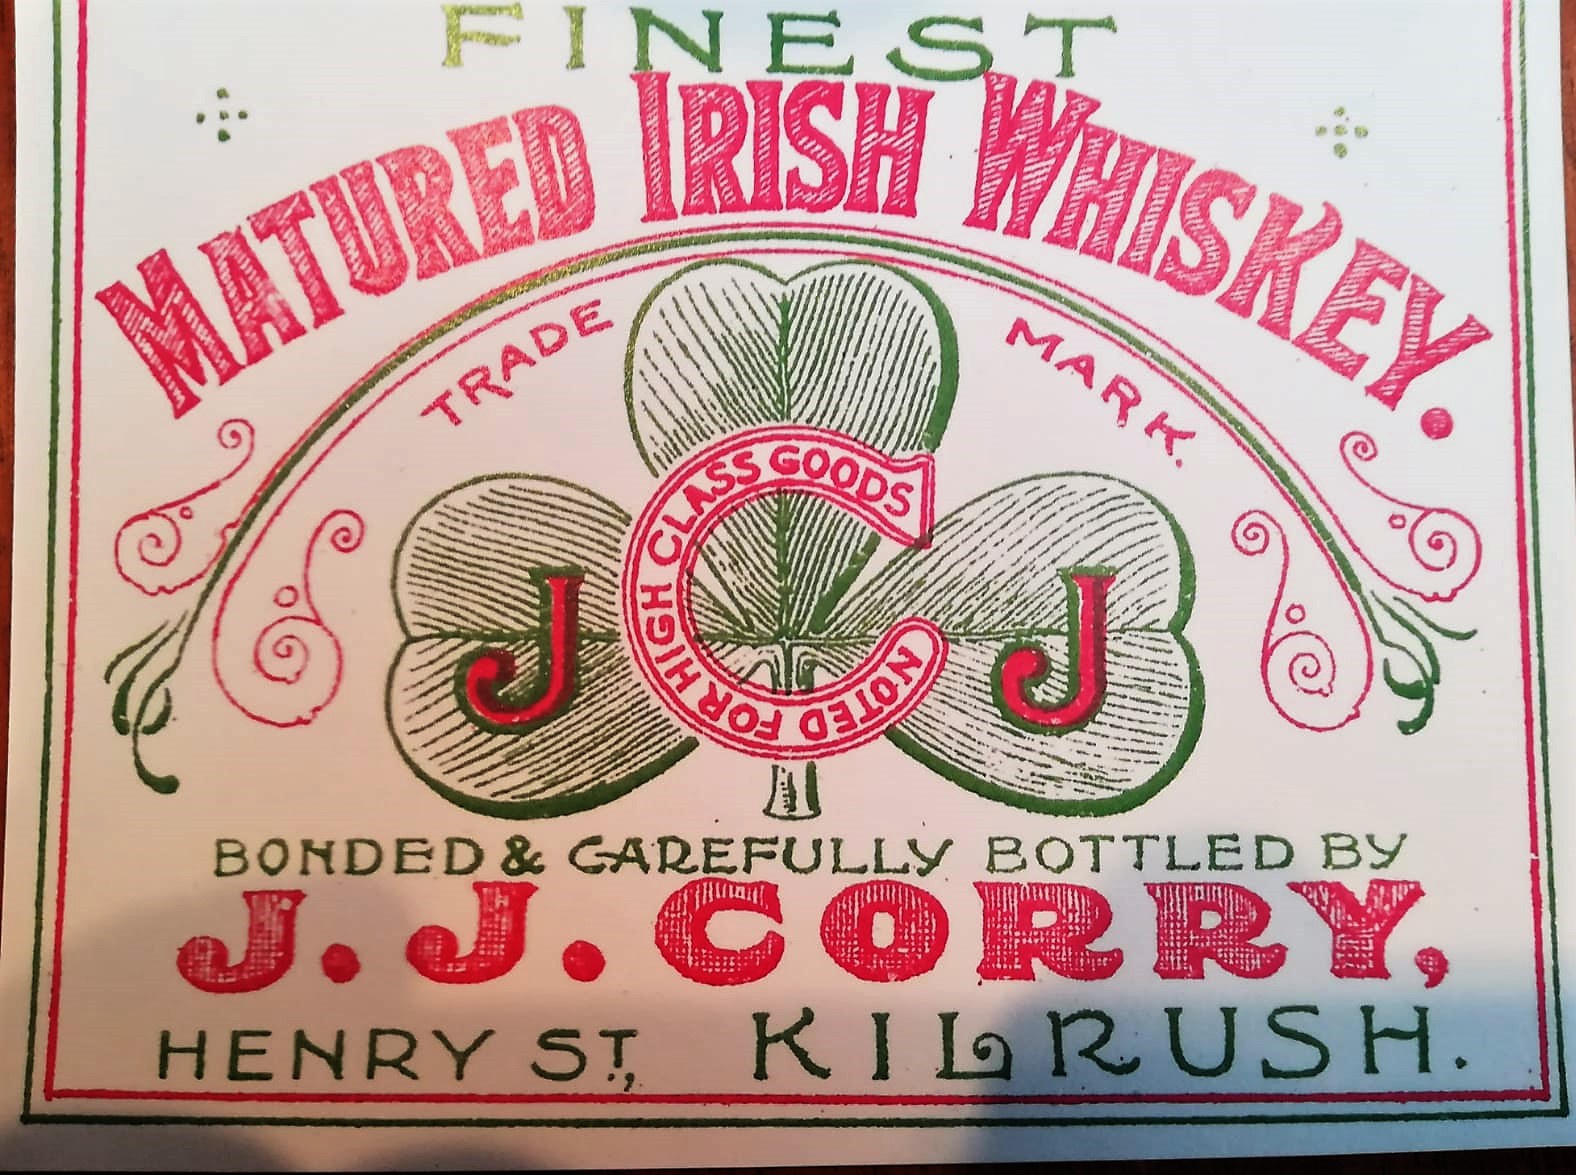 FINEST
MATURED IRISH WHISKEY.
TRADE MARK.
NOTED FOR HIGH CLASS GOODS
J C J
BONDED & CAREFULLY BOTTLED BY
J. J. CORRY,
HENRY ST., KILRUSH.